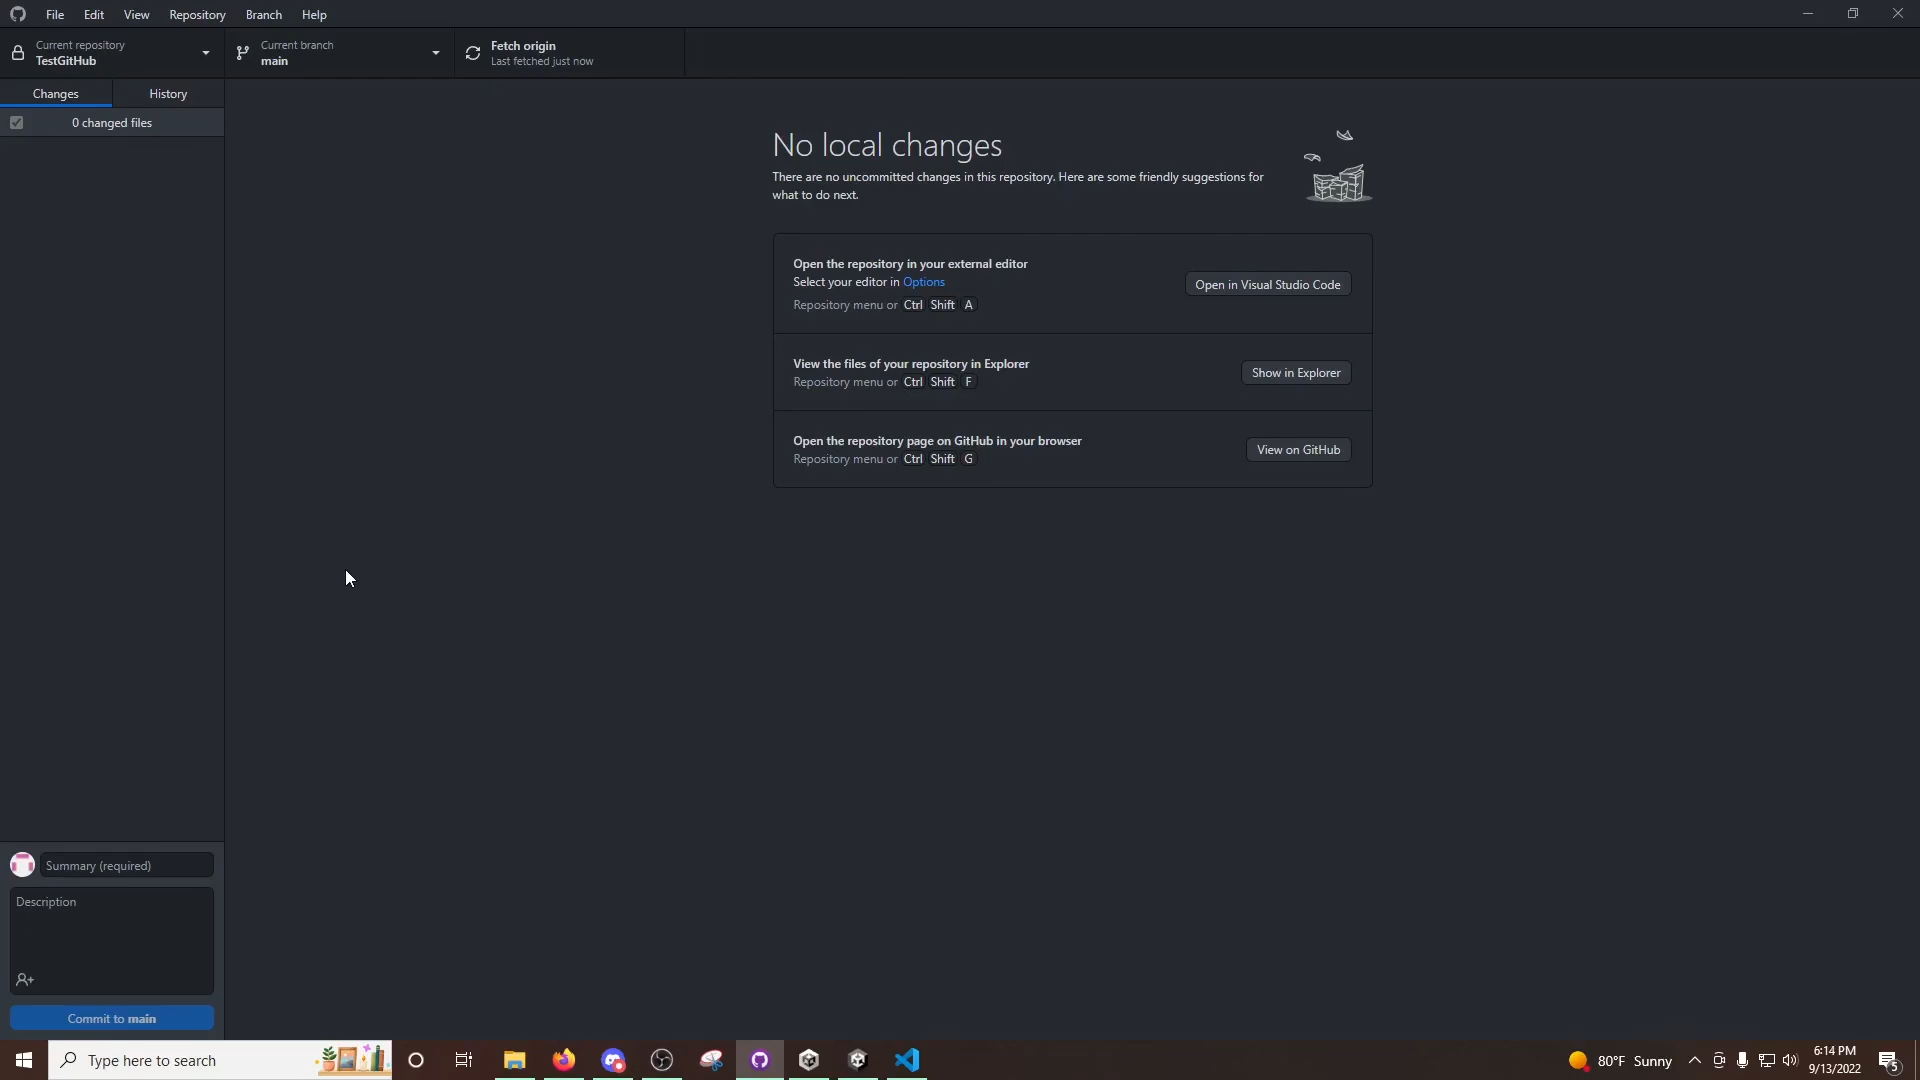 File Edit View Repository Branch Help
Current repository
TestGitHub
Current branch
main
Fetch origin
Last fetched just now
Changes
History
0 changed files
No local changes
There are no uncommitted changes in this repository. Here are some friendly suggestions for
what to do next.
Open the repository in your external editor
Select your editor in Options
Repository menu or Ctrl Shift A
Open in Visual Studio Code
View the files of your repository in Explorer
Repository menu or Ctrl Shift F
Show in Explorer
Open the repository page on GitHub in your browser
Repository menu or Ctrl Shift G
View on GitHub
Summary (required)
Description
Commit to main
Type here to search
80°F Sunny
6:14 PM
9/13/2022
5